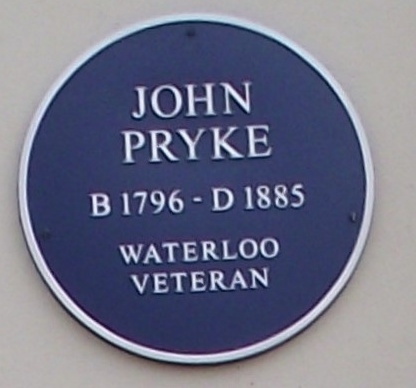 JOHN
PRYKE
B 1796 - D 1885
WATERLOO
VETERAN